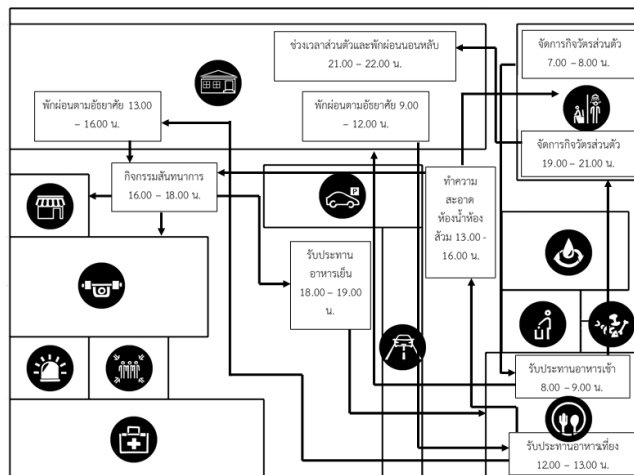 ช่วงเวลาส่วนตัวและพักผ่อนนอนหลับ
21.00 – 22.00 น.
จัดการกิจวัตรส่วนตัว
7.00 – 8.00 น.
พักผ่อนตามอัธยาศัย 13.00
– 16.00 น.
พักผ่อนตามอัธยาศัย 9.00
– 12.00 น.
จัดการกิจวัตรส่วนตัว
19.00 – 21.00 น.
กิจกรรมสันทนาการ
16.00 – 18.00 น.
P
ทำความ
สะอาด
ห้องน้ำห้อง
ส้วม 13.00 -
16.00 น.
รับประทาน
อาหารเย็น
18.00 – 19.00
น.
รับประทานอาหารเช้า
8.00 – 9.00 น.
รับประทานอาหารเที่ยง
12.00 – 13.00 น.